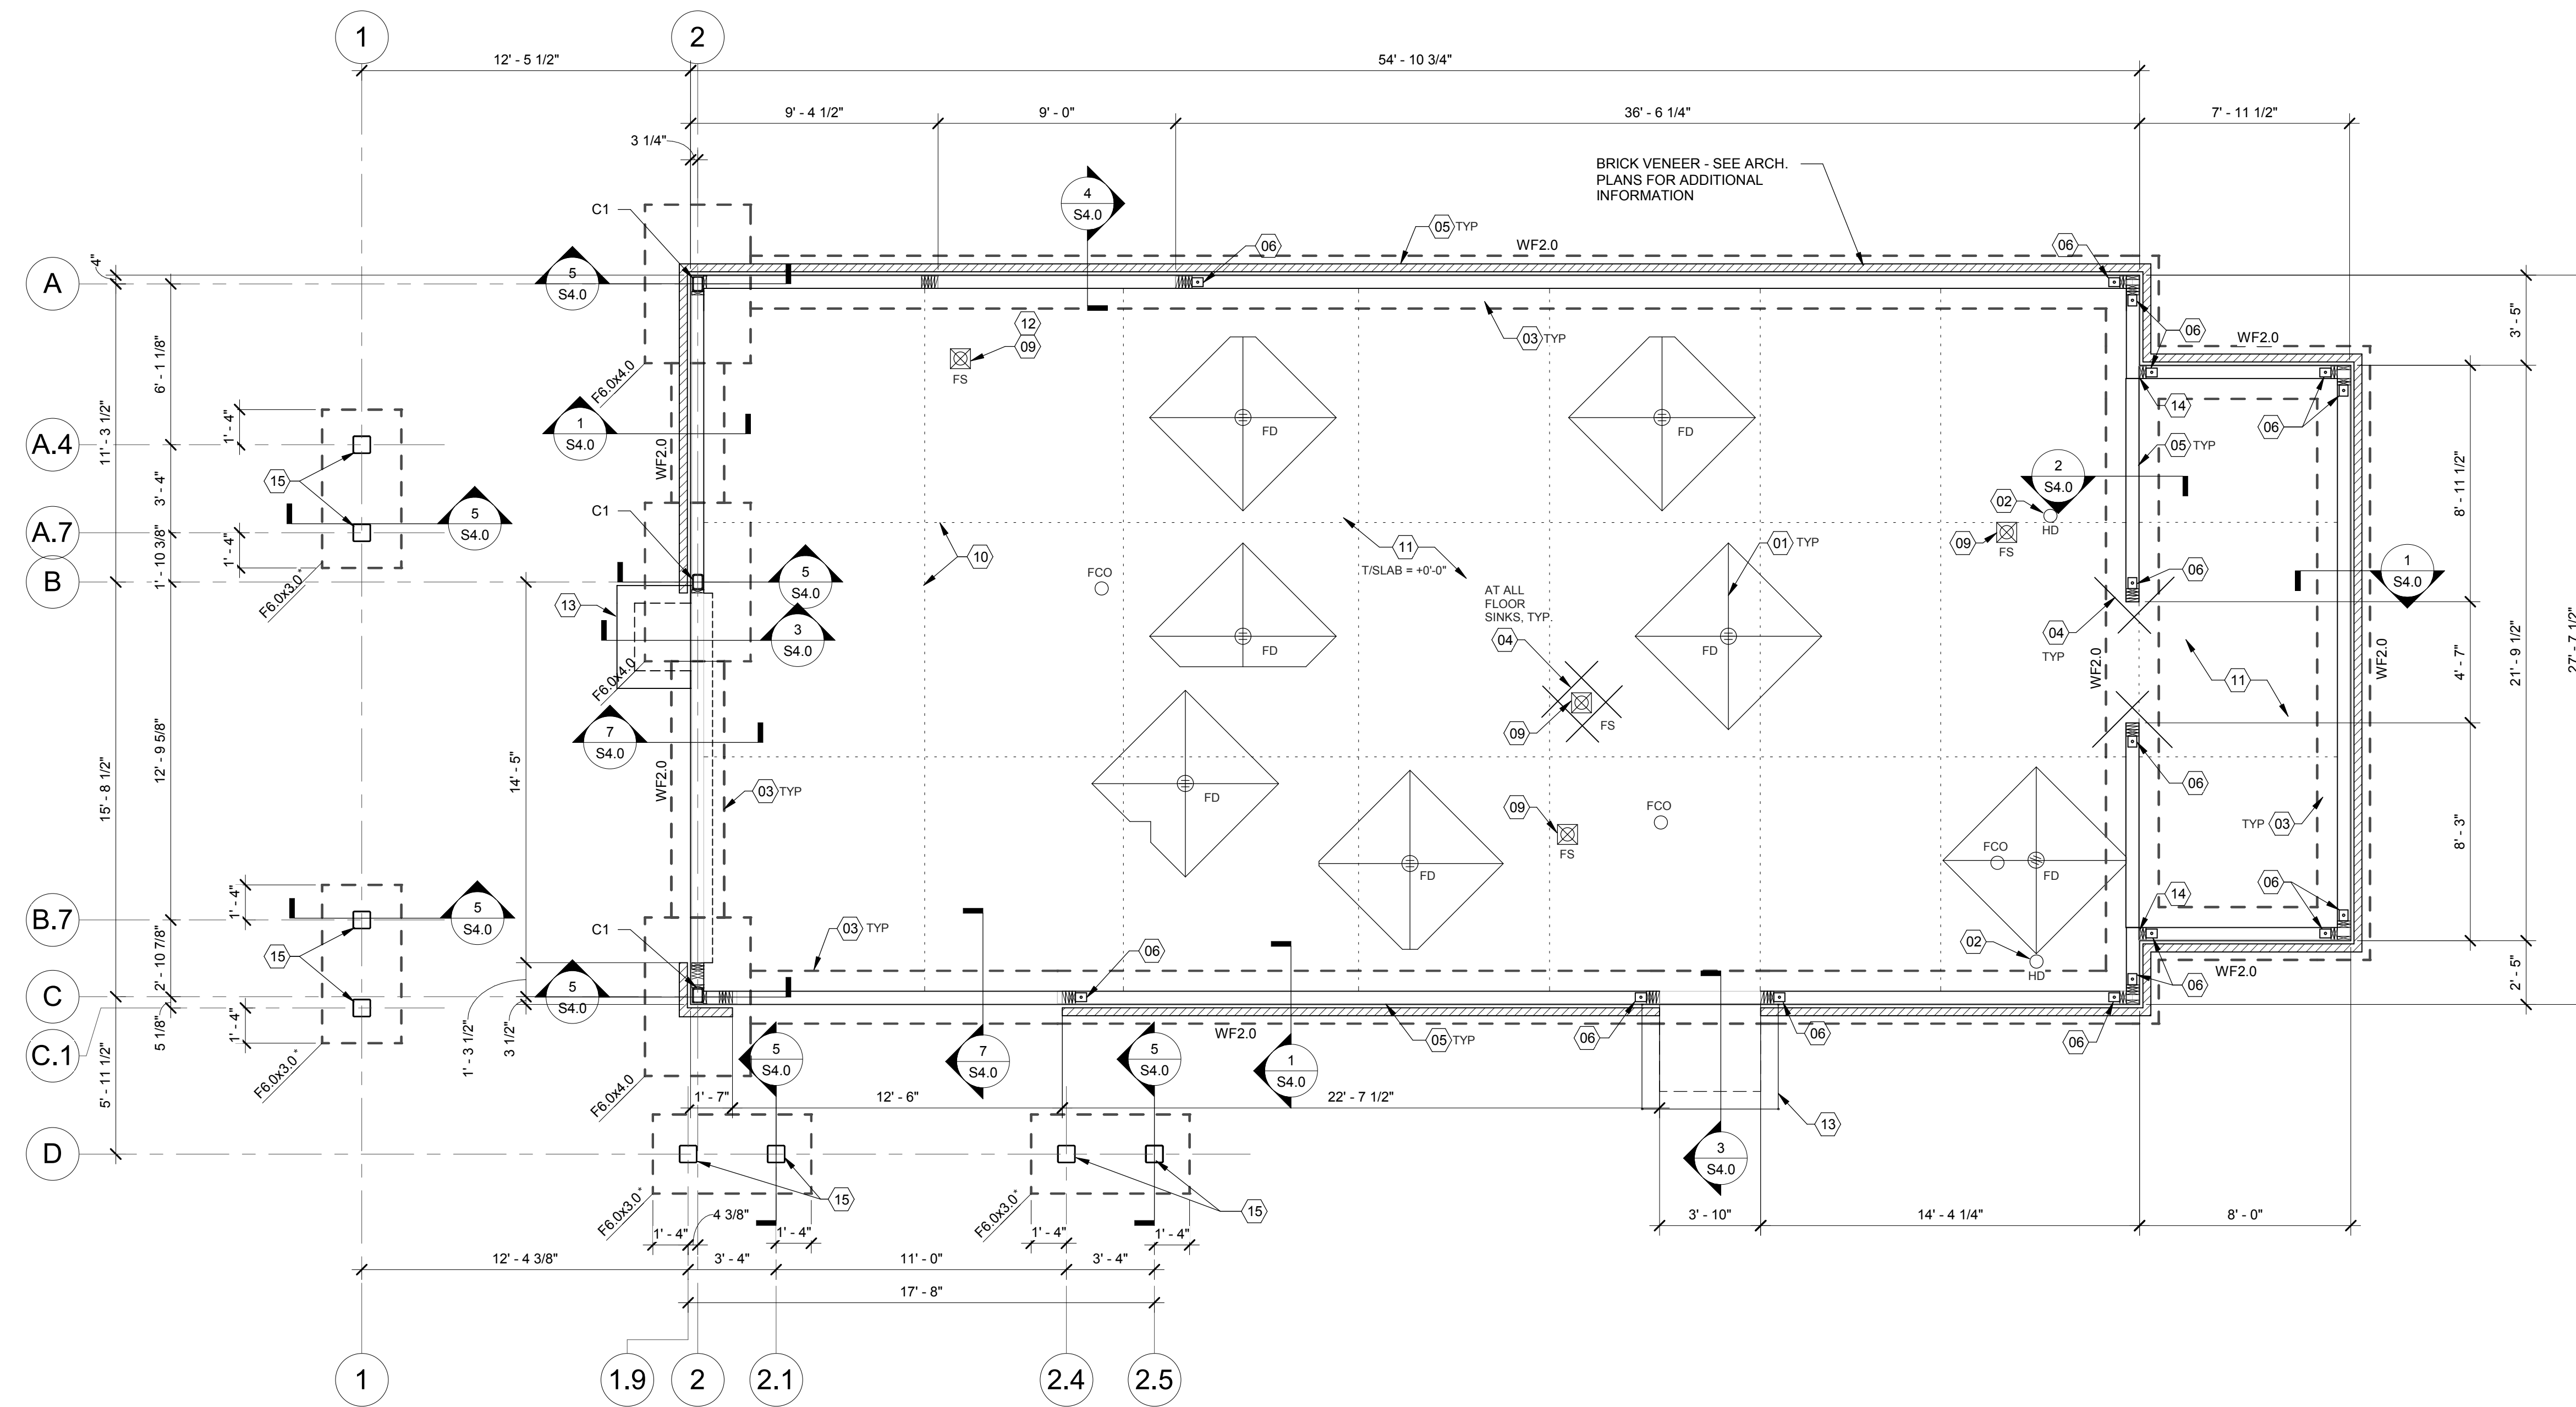 1
2
12' - 5 1/2"
54' - 10 3/4"
9' - 4 1/2"
9' - 0"
36' - 6 1/4"
7' - 11 1/2"
3 1/4"
BRICK VENEER - SEE ARCH.
PLANS FOR ADDITIONAL
INFORMATION
4
S4.0
C1
05 TYP
WF2.0
06
06
5
S4.0
A
4"
12
09
FS
03 TYP
06
WF2.0
3' - 5"
6' - 1 1/8"
11' - 3 1/2"
F6.0x4.0
1
S4.0
WF2.0
FD
FD
14
06
05 TYP
A.4
1' - 4"
15
3' - 4"
5
S4.0
C1
2
S4.0
02
HD
09
FS
8' - 11 1/2"
A.7
1' - 4"
1' - 10 3/8"
B
F6.0x3.0*
13
5
S4.0
3
S4.0
10
11
T/SLAB = +0'-0"
01 TYP
FCO
AT ALL
FLOOR
SINKS, TYP.
04
06
1
S4.0
04
TYP
WF2.0
WF2.0
FD
FD
F6.0x4.0
11
4' - 7"
21' - 9 1/2"
27' - 7 1/2"
7
S4.0
09
FS
12' - 9 5/8"
15' - 8 1/2"
14' - 5"
WF2.0
03 TYP
FD
06
09
FS
FCO
TYP 03
8' - 3"
FCO
FD
FD
1' - 4"
B.7
15
5
S4.0
C1
03 TYP
06
14
06
02
HD
06
WF2.0
2' - 5"
2' - 10 7/8"
C
5
S4.0
5 1/8"
1' - 4"
C.1
1' - 3 1/2"
3 1/2"
F6.0x3.0*
5' - 11 1/2"
F6.0x4.0
5
S4.0
7
S4.0
5
S4.0
WF2.0
1
S4.0
05 TYP
06
06
06
1' - 7"
12' - 6"
22' - 7 1/2"
13
D
3
S4.0
15
15
F6.0x3.0*
F6.0x3.0*
4 3/8"
1' - 4"
1' - 4"
1' - 4"
1' - 4"
3' - 10"
14' - 4 1/4"
8' - 0"
12' - 4 3/8"
3' - 4"
11' - 0"
3' - 4"
17' - 8"
1
1.9
2
2.1
2.4
2.5